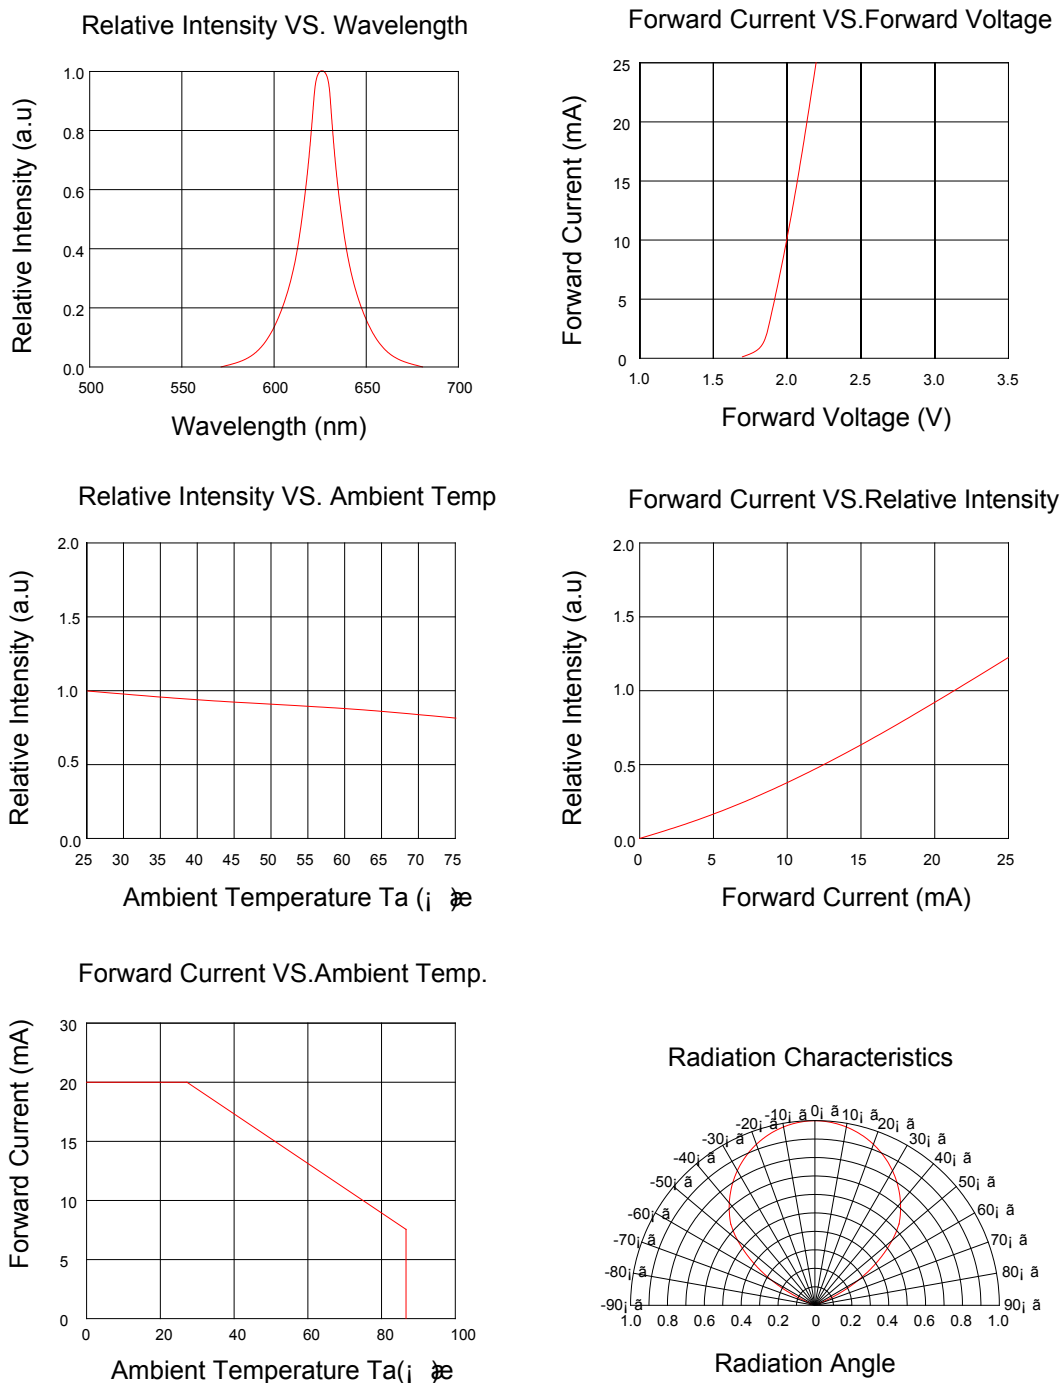 Relative Intensity VS. Wavelength
Relative Intensity (a.u)
1.0
0.8
0.6
0.4
0.2
0.0
500 550 600 650 700
Wavelength (nm)
Forward Current VS.Forward Voltage
Forward Current (mA)
25
20
15
10
5
0
1.0 1.5 2.0 2.5 3.0 3.5
Forward Voltage (V)
Relative Intensity VS. Ambient Temp
Relative Intensity (a.u)
2.0
1.5
1.0
0.5
0.0
25 30 35 40 45 50 55 60 65 70 75
Ambient Temperature Ta (¡ )æ
Forward Current VS.Relative Intensity
Relative Intensity (a.u)
2.0
1.5
1.0
0.5
0.0
0 5 10 15 20 25
Forward Current (mA)
Forward Current VS.Ambient Temp.
Forward Current (mA)
30
20
15
10
5
0
0 20 40 60 80 100
Ambient Temperature Ta(¡ )æ
Radiation Characteristics
-90¡ ã
-80¡ ã
-70¡ ã
-60¡ ã
-50¡ ã
-40¡ ã
-30¡ ã
-20¡ ã
-10¡ ã
0¡ ã
10¡ ã
20¡ ã
30¡ ã
40¡ ã
50¡ ã
60¡ ã
70¡ ã
80¡ ã
90¡ ã
1.0 0.8 0.6 0.4 0.2 0 0.2 0.4 0.6 0.8 1.0
Radiation Angle